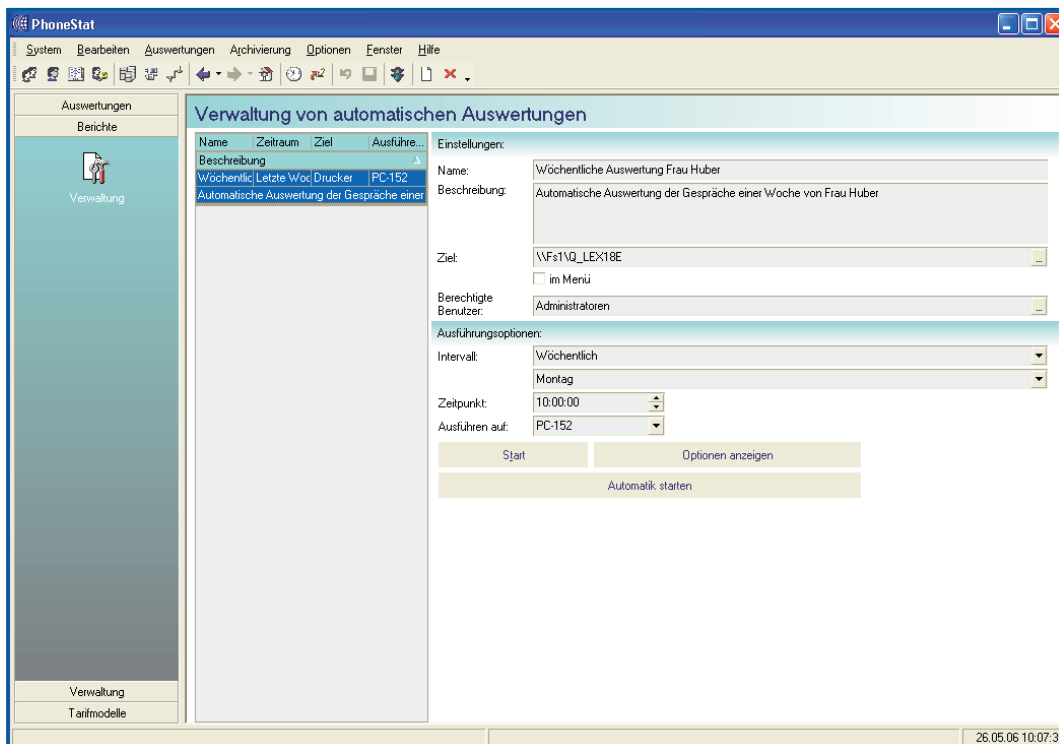 PhoneStat
System Bearbeiten Auswertungen Archivierung Optionen Fenster Hilfe
Auswertungen
Berichte
Verwaltung
Verwaltung
Tarifmodelle
Verwaltung von automatischen Auswertungen
Name Zeitraum Ziel Ausführe...
Beschreibung
Wöchentlic Letzte Woc Drucker PC-152
Automatische Auswertung der Gespräche einer
Einstellungen:
Name: Wöchentliche Auswertung Frau Huber
Beschreibung: Automatische Auswertung der Gespräche einer Woche von Frau Huber
Ziel: \\Fs1\Q_LEX18E ...
im Menü
Berechtigte
Benutzer: Administratoren ...
Ausführungsoptionen:
Intervall: Wöchentlich
Montag
Zeitpunkt: 10:00:00
Ausführen auf: PC-152
Start Optionen anzeigen
Automatik starten
26.05.06 10:07:3